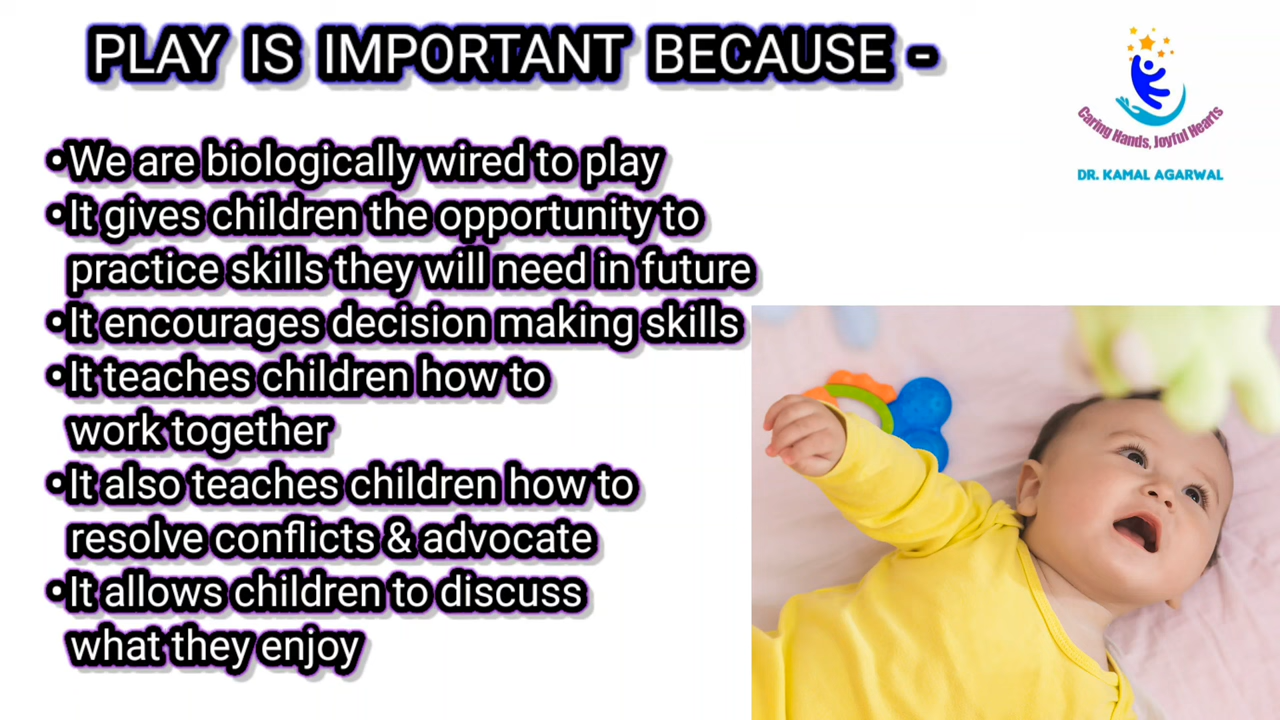 PLAY IS IMPORTANT BECAUSE -
•We are biologically wired to play
•It gives children the opportunity to
practice skills they will need in future
•It encourages decision making skills
•It teaches children how to
work together
•It also teaches children how to
resolve conflicts & advocate
•It allows children to discuss
what they enjoy
Caring Hands, Joyful Hearts
DR. KAMAL AGARWAL